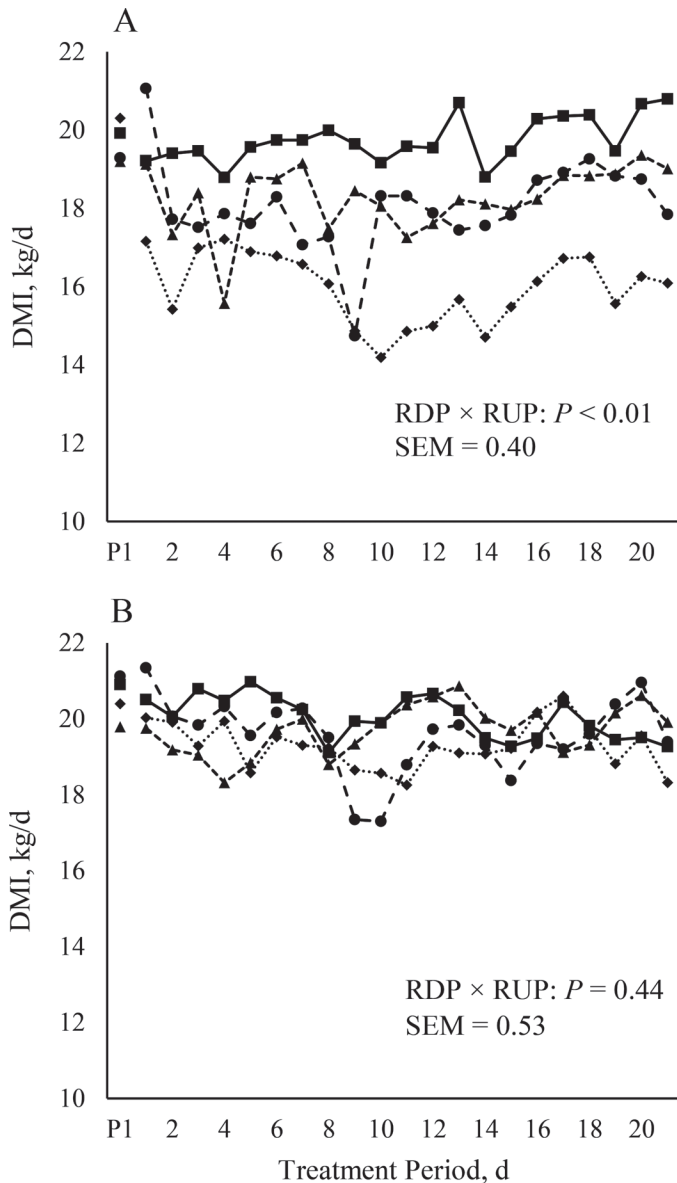 A
22
20
18
16
14
12
10
DMI, kg/d
RDP × RUP: P < 0.01
SEM = 0.40
P1 2 4 6 8 10 12 14 16 18 20
B
22
20
18
16
14
12
10
DMI, kg/d
RDP × RUP: P = 0.44
SEM = 0.53
P1 2 4 6 8 10 12 14 16 18 20
Treatment Period, d